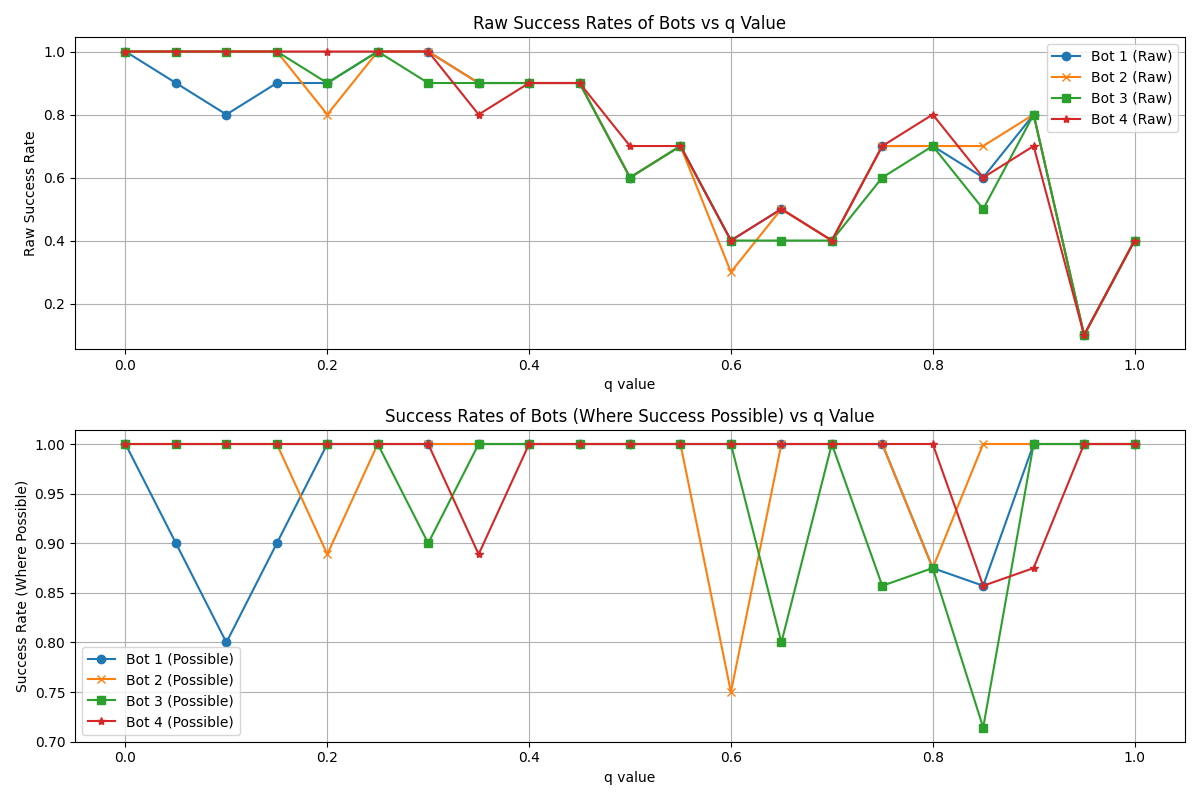 Raw Success Rates of Bots vs q Value
Raw Success Rate
1.0
0.8
0.6
0.4
0.2
Bot 1 (Raw)
Bot 2 (Raw)
Bot 3 (Raw)
Bot 4 (Raw)
0.0 0.2 0.4 0.6 0.8 1.0
q value
Success Rates of Bots (Where Success Possible) vs q Value
Success Rate (Where Possible)
1.00
0.95
0.90
0.85
0.80
0.75
0.70
Bot 1 (Possible)
Bot 2 (Possible)
Bot 3 (Possible)
Bot 4 (Possible)
0.0 0.2 0.4 0.6 0.8 1.0
q value